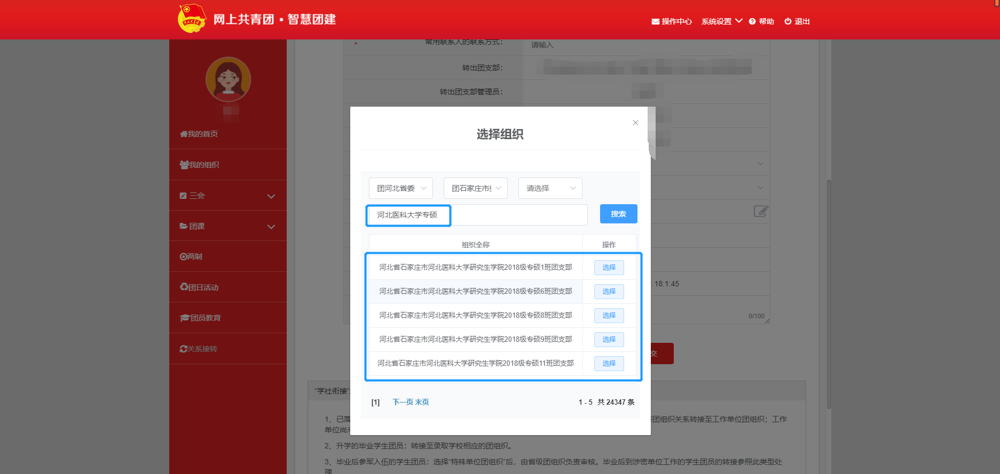 网上共青团·智慧团建
操作中心 系统设置 帮助 退出
常用联系人的联系方式:
* 请输入
转出团支部:
转出团支部管理员:
我的首页
我的组织
三会
团课
两制
团日活动
团员教育
关系接转
×
选择组织
团河北省委 团石家庄市 请选择
河北医科大学专硕 搜索
组织全称 操作
河北省石家庄市河北医科大学研究生学院2018级专硕1班团支部 选择
河北省石家庄市河北医科大学研究生学院2018级专硕6班团支部 选择
河北省石家庄市河北医科大学研究生学院2018级专硕8班团支部 选择
河北省石家庄市河北医科大学研究生学院2018级专硕9班团支部 选择
河北省石家庄市河北医科大学研究生学院2018级专硕11班团支部 选择
[1] 下一页 末页 1 - 5 共 24347 条
18:1:45
0/100
交
“学社衔接”
1、已落 团组织关系转接至工作单位团组织；工作
单位尚未
2、升学的毕业学生团员：转接至录取学校相应的团组织。
3、毕业后参军入伍的学生团员：选择“特殊单位团组织”后，由省级团组织负责审核。毕业后到涉密单位工作的学生团员的转接参照此类型处
理